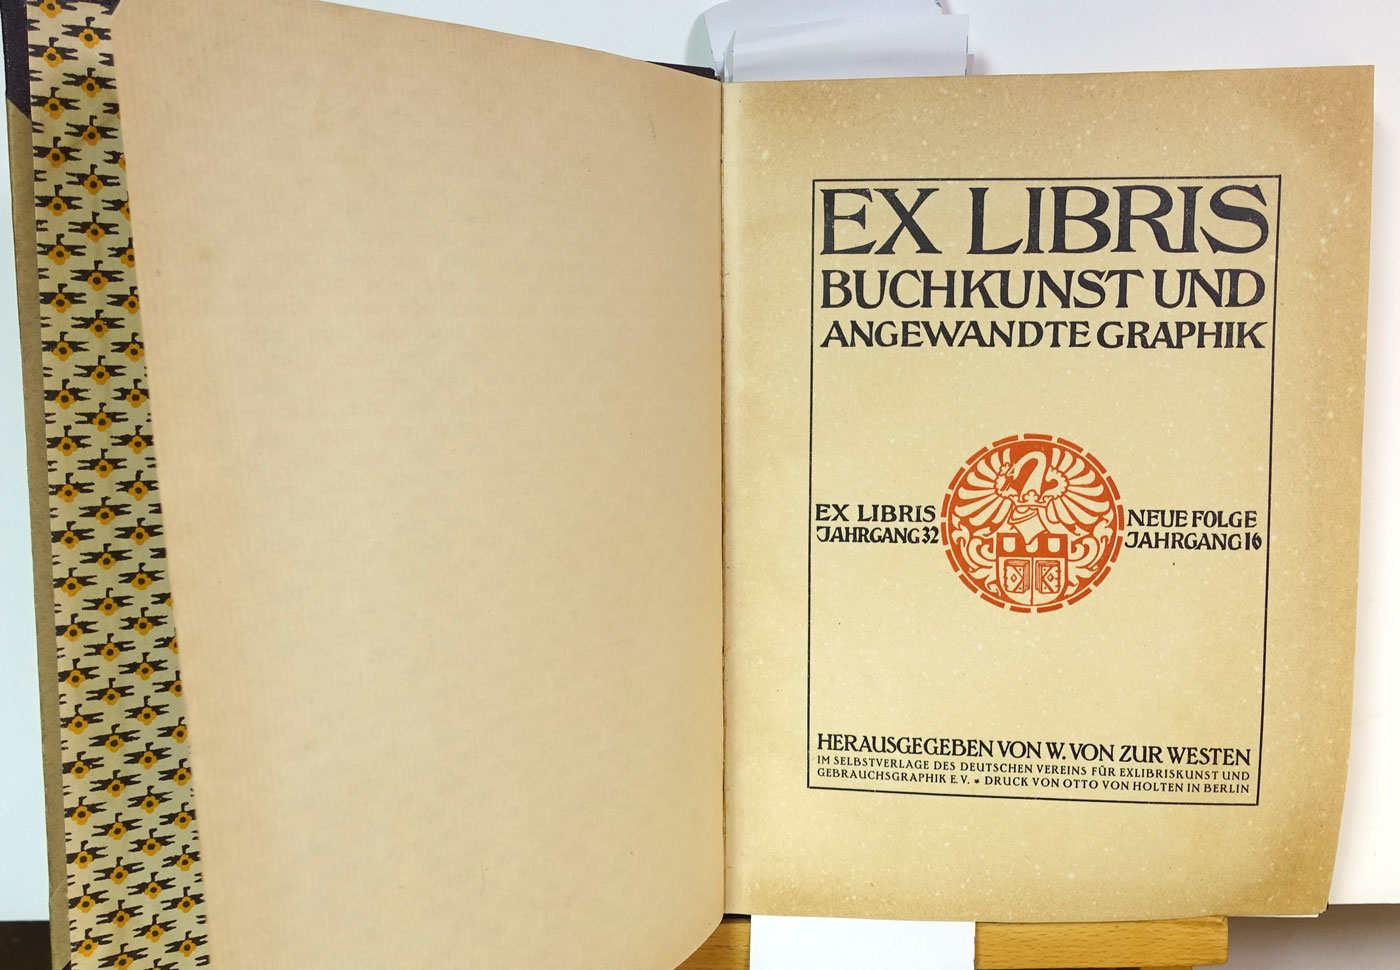 EX LIBRIS
BUCHKUNST UND
ANGEWANDTE GRAPHIK
EX LIBRIS
JAHRGANG 32
NEUE FOLGE
JAHRGANG 16
HERAUSGEGEBEN VON W. VON ZUR WESTEN
IM SELBSTVERLAGE DES DEUTSCHEN VEREINS FÜR EXLIBRISKUNST UND
GEBRAUCHSGRAPHIK E. V. * DRUCK VON OTTO VON HOLTEN IN BERLIN